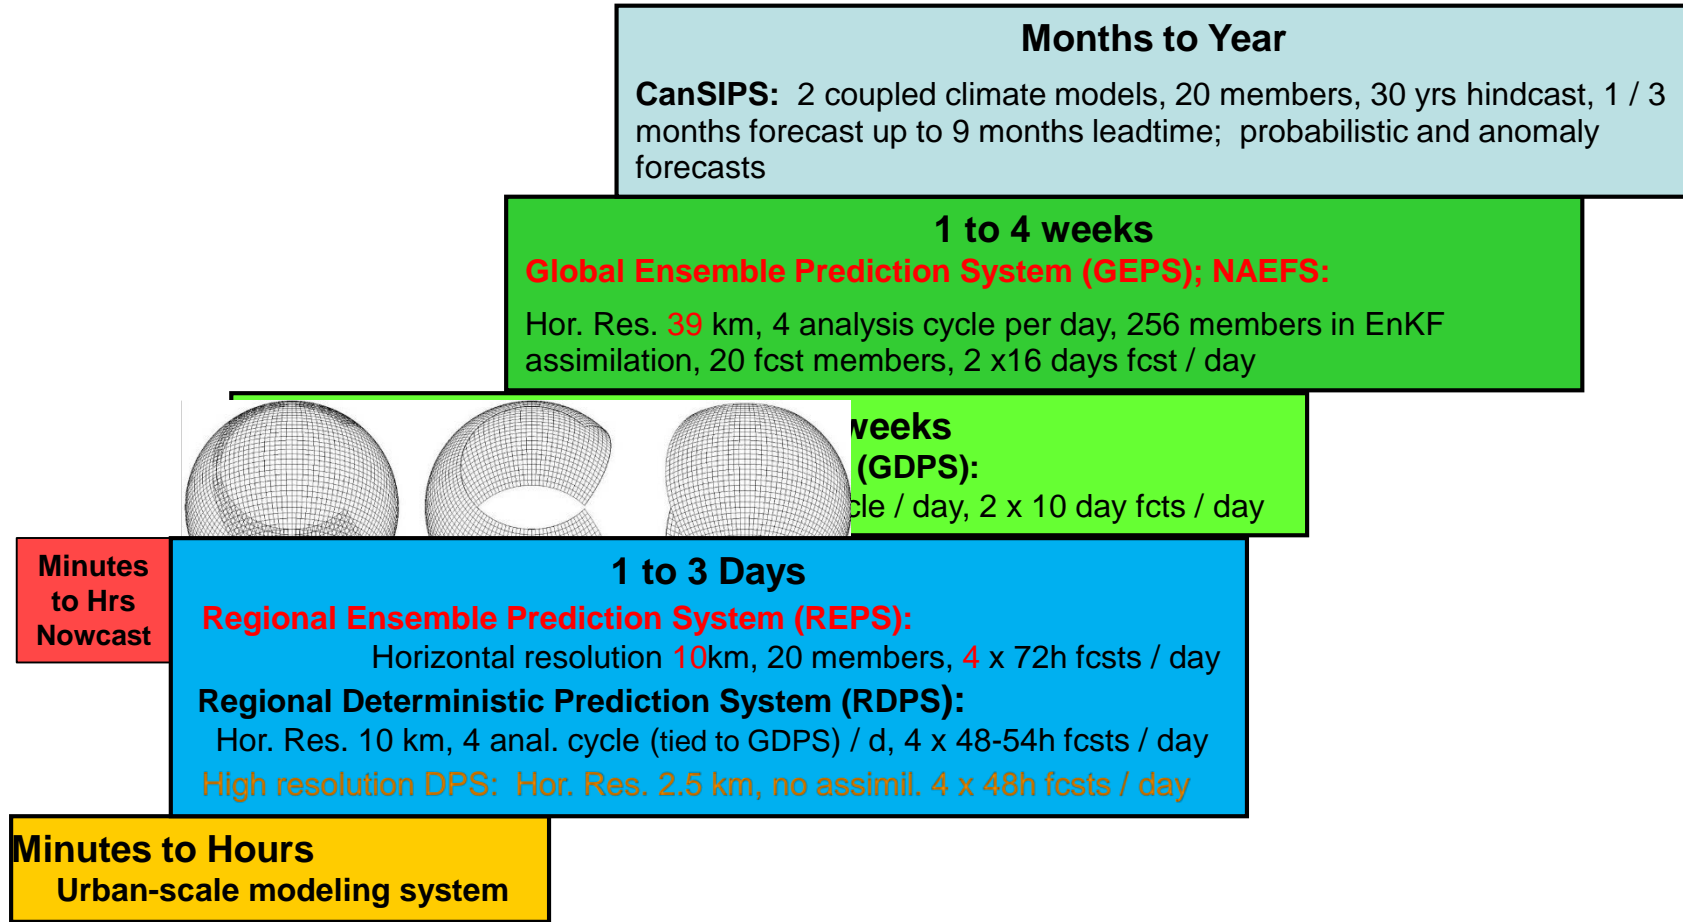 Months to Year
CanSIPS: 2 coupled climate models, 20 members, 30 yrs hindcast, 1 / 3
months forecast up to 9 months leadtime; probabilistic and anomaly
forecasts
1 to 4 weeks
Global Ensemble Prediction System (GEPS); NAEFS:
Hor. Res. 39 km, 4 analysis cycle per day, 256 members in EnKF
assimilation, 20 fcst members, 2 x16 days fcst / day
weeks
(GDPS):
cle / day, 2 x 10 day fcts / day
Minutes
to Hrs
Nowcast
1 to 3 Days
Regional Ensemble Prediction System (REPS):
Horizontal resolution 10km, 20 members, 4 x 72h fcsts / day
Regional Deterministic Prediction System (RDPS):
Hor. Res. 10 km, 4 anal. cycle (tied to GDPS) / d, 4 x 48-54h fcsts / day
High resolution DPS: Hor. Res. 2.5 km, no assimil. 4 x 48h fcsts / day
Minutes to Hours
Urban-scale modeling system